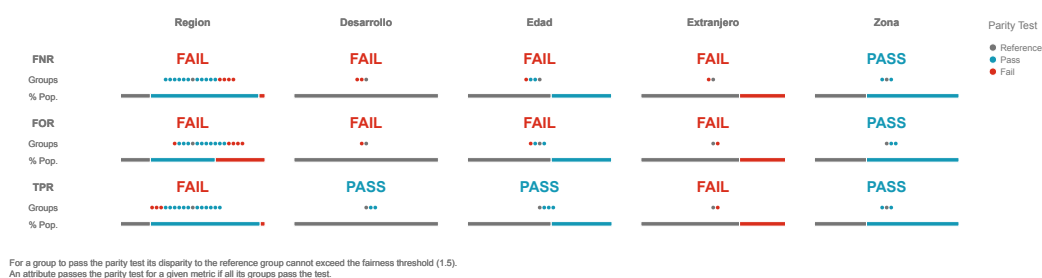 Region Desarrollo Edad Extranjero Zona
Parity Test
Reference
Pass
Fail
FNR FAIL FAIL FAIL FAIL PASS
Groups
% Pop.
FOR FAIL FAIL FAIL FAIL PASS
Groups
% Pop.
TPR FAIL PASS PASS FAIL PASS
Groups
% Pop.
For a group to pass the parity test its disparity to the reference group cannot exceed the fairness threshold (1.5).
An attribute passes the parity test for a given metric if all its groups pass the test.